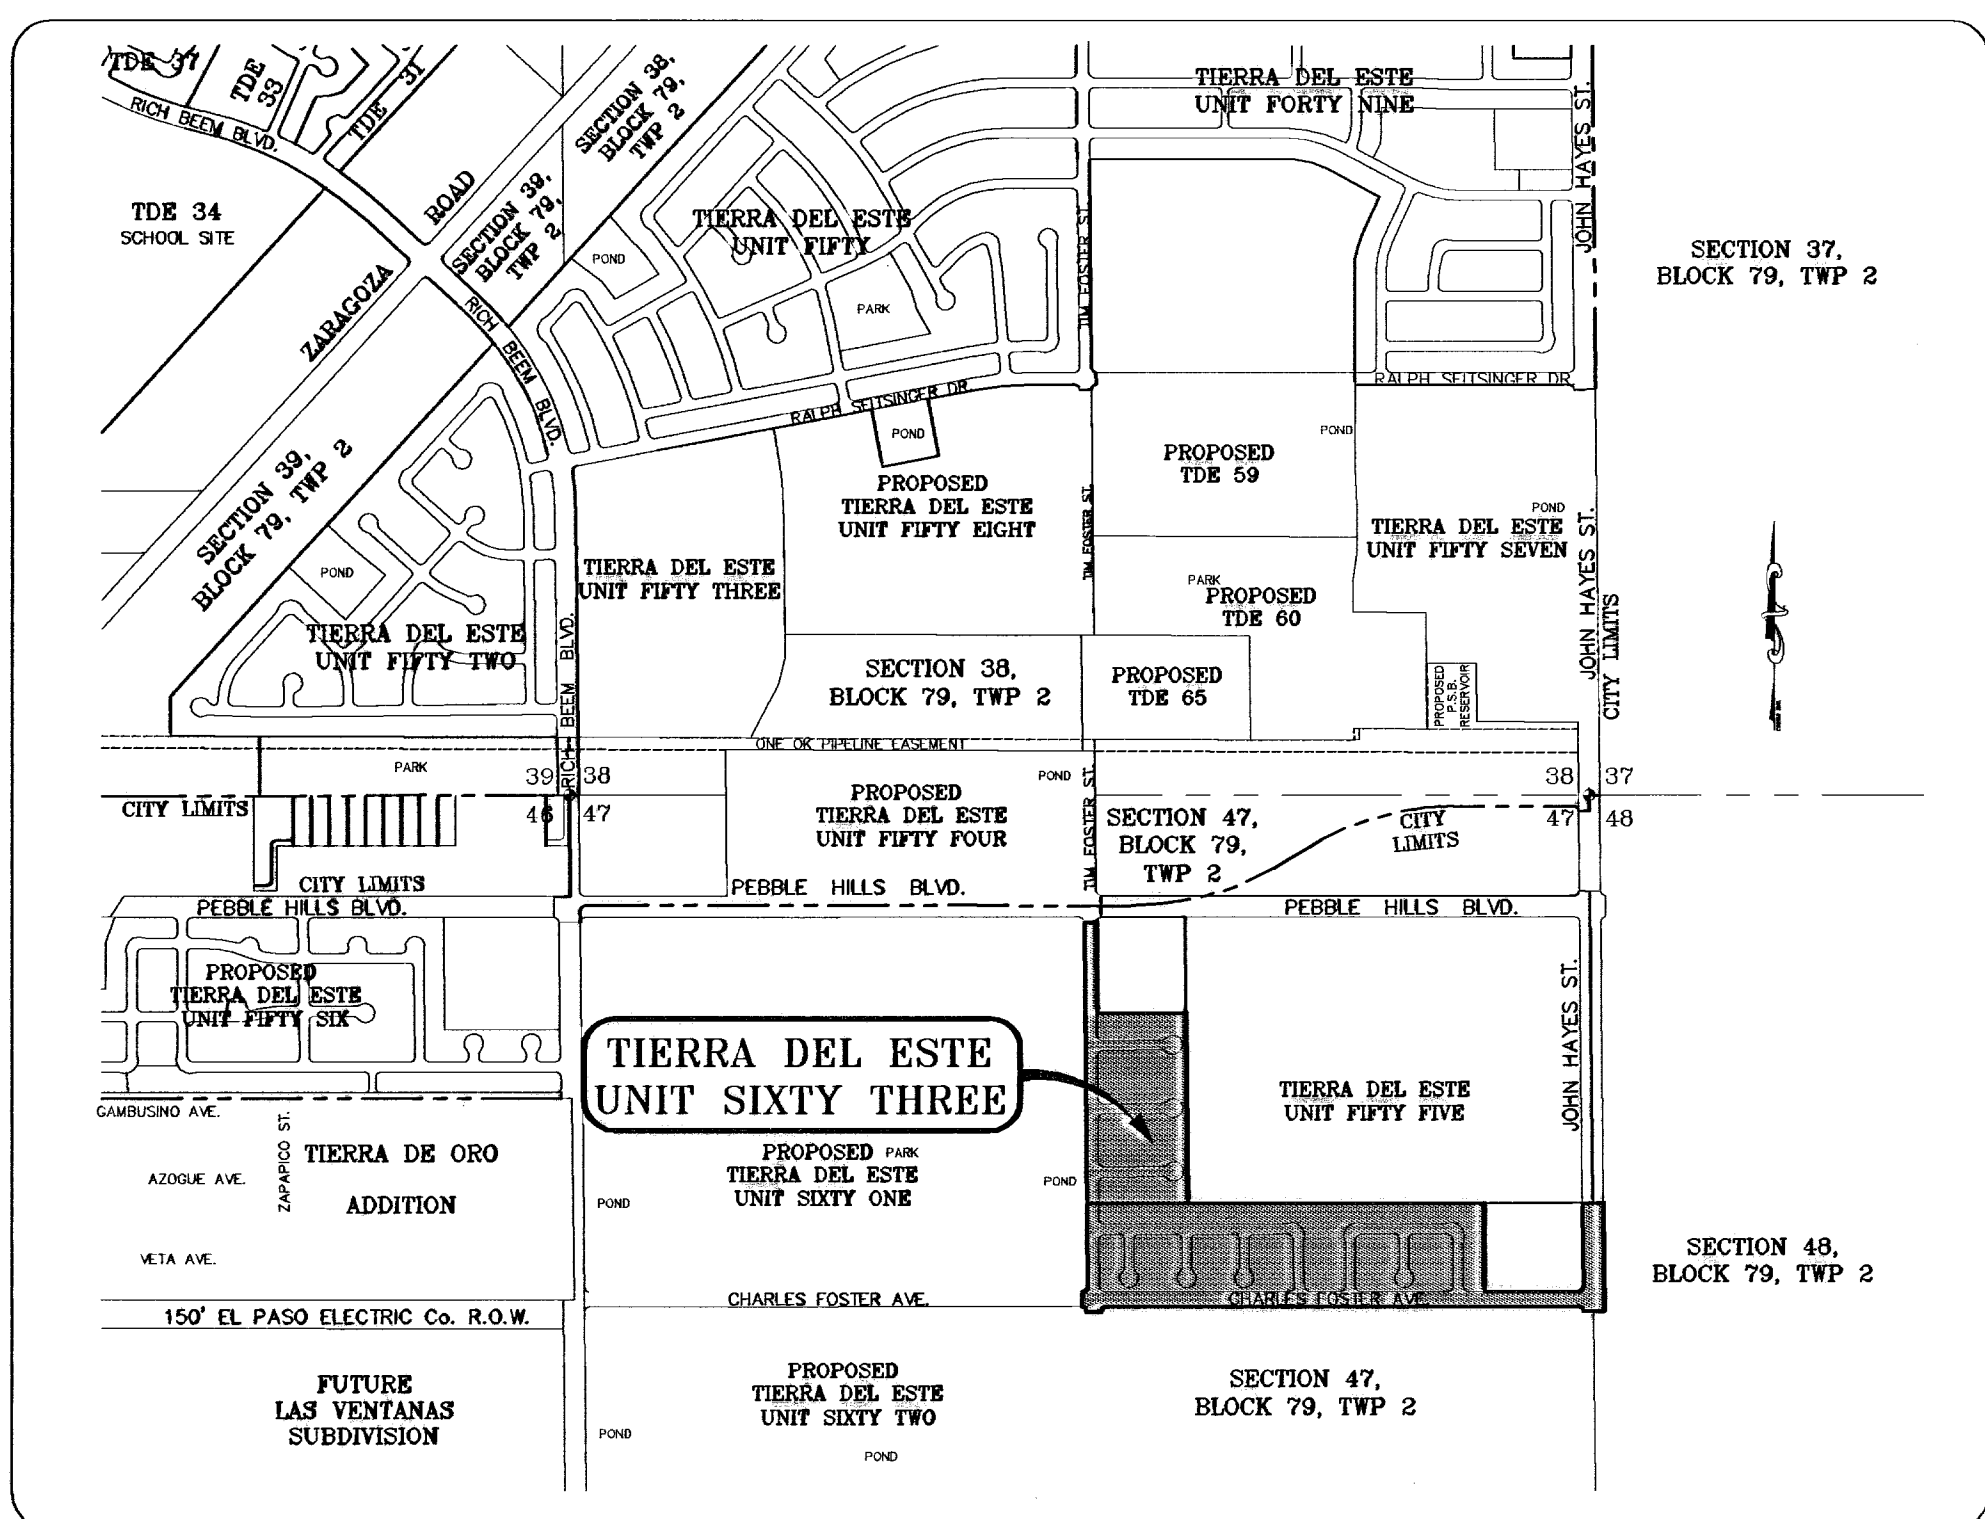 TDE 37
TDE
33
TDE 31
RICH BEEM BLVD.
TDE 34
SCHOOL SITE
ZARAGOZA
ROAD
SECTION 38,
BLOCK 79,
TWP 2
SECTION 39,
BLOCK 79,
TWP 2
TIERRA DEL ESTE
UNIT FORTY NINE
JOHN HAYES ST.
TIERRA DEL ESTE
UNIT FIFTY
POND
PARK
TIM FOSTER ST.
SECTION 37,
BLOCK 79, TWP 2
RICH BEEM BLVD.
RALPH SEITSINGER DR.
RALPH SEITSINGER DR.
POND
SECTION 39,
BLOCK 79, TWP 2
PROPOSED
TIERRA DEL ESTE
UNIT FIFTY EIGHT
POND
PROPOSED
TDE 59
TIM FOSTER ST.
POND
TIERRA DEL ESTE
UNIT FIFTY SEVEN
JOHN HAYES ST.
CITY LIMITS
POND
TIERRA DEL ESTE
UNIT FIFTY THREE
PARK
PROPOSED
TDE 60
TIERRA DEL ESTE
UNIT FIFTY TWO
RICH BEEM BLVD.
SECTION 38,
BLOCK 79, TWP 2
PROPOSED
TDE 65
PROPOSED
P.S.B.
RESERVOIR
ONE OK PIPELINE EASEMENT
PARK
39
38
POND
TIM FOSTER ST.
38
37
CITY LIMITS
46
47
PROPOSED
TIERRA DEL ESTE
UNIT FIFTY FOUR
SECTION 47,
BLOCK 79,
TWP 2
CITY
LIMITS
47
48
CITY LIMITS
PEBBLE HILLS BLVD.
PEBBLE HILLS BLVD.
PEBBLE HILLS BLVD.
PROPOSED
TIERRA DEL ESTE
UNIT FIFTY SIX
POND
JOHN HAYES ST.
TIERRA DEL ESTE
UNIT SIXTY THREE
TIERRA DEL ESTE
UNIT FIFTY FIVE
GAMBUSINO AVE.
ZAPAPICO ST.
TIERRA DE ORO
ADDITION
AZOGUE AVE.
VETA AVE.
PROPOSED
PARK
TIERRA DEL ESTE
UNIT SIXTY ONE
POND
POND
SECTION 48,
BLOCK 79, TWP 2
CHARLES FOSTER AVE.
CHARLES FOSTER AVE.
150' EL PASO ELECTRIC Co. R.O.W.
FUTURE
LAS VENTANAS
SUBDIVISION
PROPOSED
TIERRA DEL ESTE
UNIT SIXTY TWO
SECTION 47,
BLOCK 79, TWP 2
POND
POND